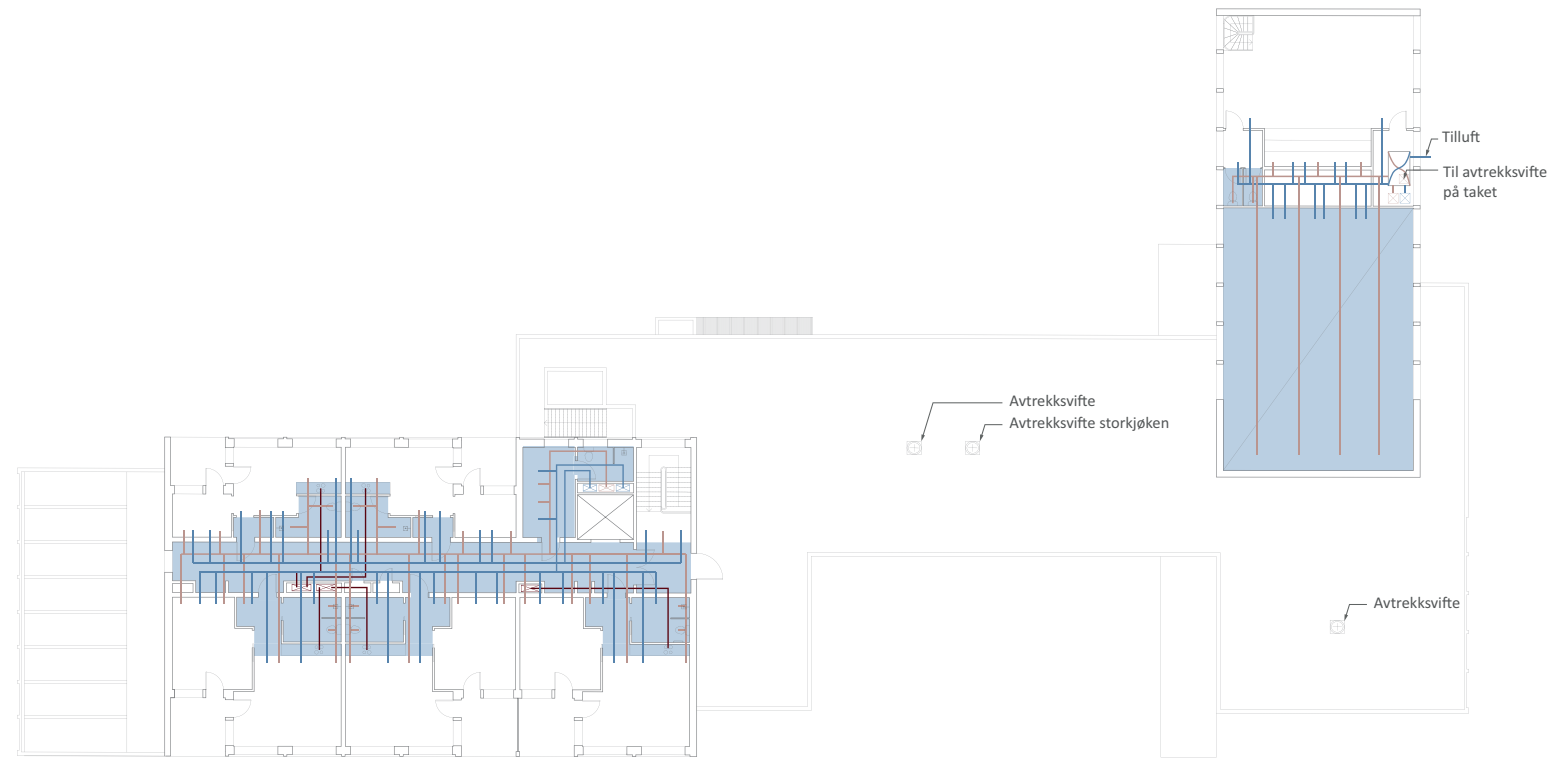 Tilluft
Til avtrekksvifte
på taket
Avtrekksvifte
Avtrekksvifte storkjøken
Avtrekksvifte